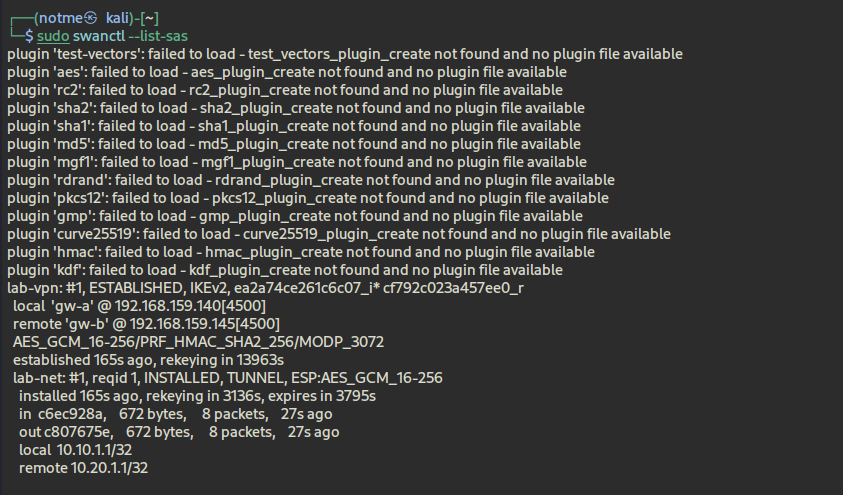 ┌──(notme㉿ kali)-[~]
└─$ sudo swanctl --list-sas
plugin 'test-vectors': failed to load - test_vectors_plugin_create not found and no plugin file available
plugin 'aes': failed to load - aes_plugin_create not found and no plugin file available
plugin 'rc2': failed to load - rc2_plugin_create not found and no plugin file available
plugin 'sha2': failed to load - sha2_plugin_create not found and no plugin file available
plugin 'sha1': failed to load - sha1_plugin_create not found and no plugin file available
plugin 'md5': failed to load - md5_plugin_create not found and no plugin file available
plugin 'mgf1': failed to load - mgf1_plugin_create not found and no plugin file available
plugin 'rdrand': failed to load - rdrand_plugin_create not found and no plugin file available
plugin 'pkcs12': failed to load - pkcs12_plugin_create not found and no plugin file available
plugin 'gmp': failed to load - gmp_plugin_create not found and no plugin file available
plugin 'curve25519': failed to load - curve25519_plugin_create not found and no plugin file available
plugin 'hmac': failed to load - hmac_plugin_create not found and no plugin file available
plugin 'kdf': failed to load - kdf_plugin_create not found and no plugin file available
lab-vpn: #1, ESTABLISHED, IKEv2, ea2a74ce261c6c07_i* cf792c023a457ee0_r
  local  'gw-a' @ 192.168.159.140[4500]
  remote 'gw-b' @ 192.168.159.145[4500]
  AES_GCM_16-256/PRF_HMAC_SHA2_256/MODP_3072
  established 165s ago, rekeying in 13963s
  lab-net: #1, reqid 1, INSTALLED, TUNNEL, ESP:AES_GCM_16-256
    installed 165s ago, rekeying in 3136s, expires in 3795s
    in  c6ec928a,    672 bytes,     8 packets,    27s ago
    out c807675e,    672 bytes,     8 packets,    27s ago
    local  10.10.1.1/32
    remote 10.20.1.1/32